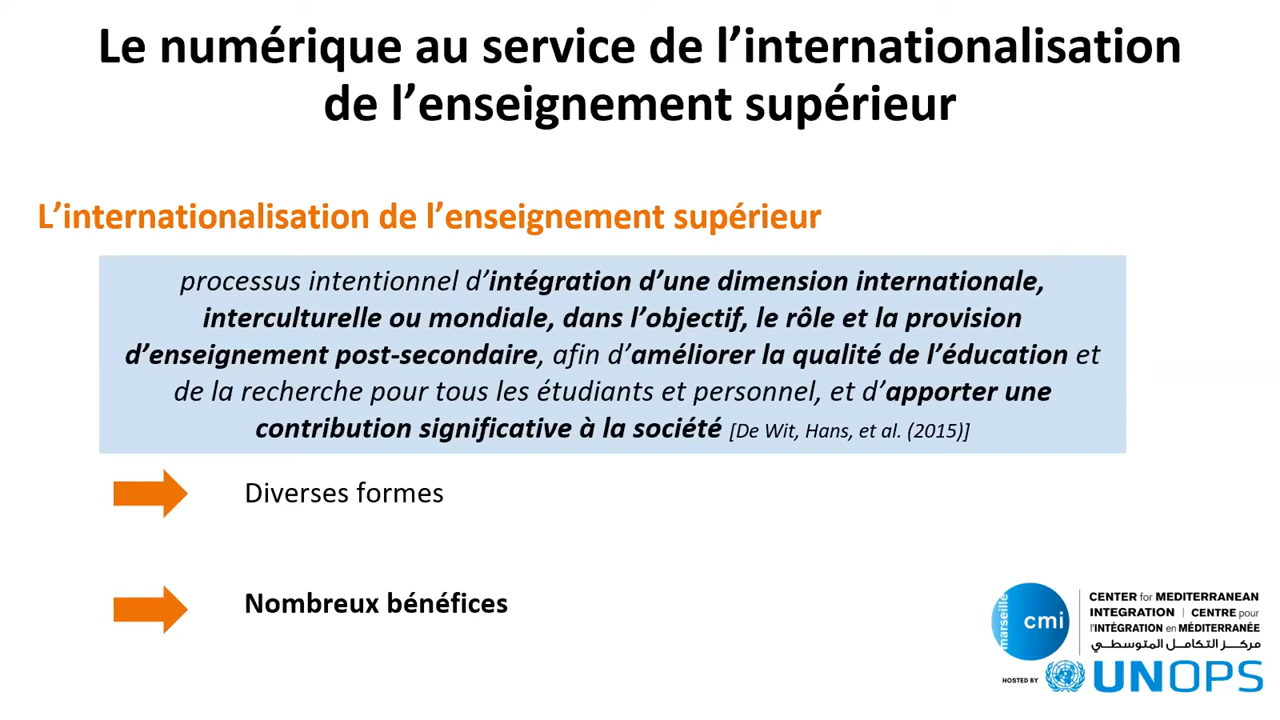 Le numérique au service de l’internationalisation
de l’enseignement supérieur
L’internationalisation de l’enseignement supérieur
processus intentionnel d’intégration d’une dimension internationale,
interculturelle ou mondiale, dans l’objectif, le rôle et la provision
d’enseignement post-secondaire, afin d’améliorer la qualité de l’éducation et
de la recherche pour tous les étudiants et personnel, et d’apporter une
contribution significative à la société [De Wit, Hans, et al. (2015)]
Diverses formes
Nombreux bénéfices
marseille
cmi
CENTER for MEDITERRANEAN
INTEGRATION | CENTRE pour
l'INTÉGRATION en MÉDITERRANÉE
مركز التكامل المتوسطي
HOSTED BY
UNOPS